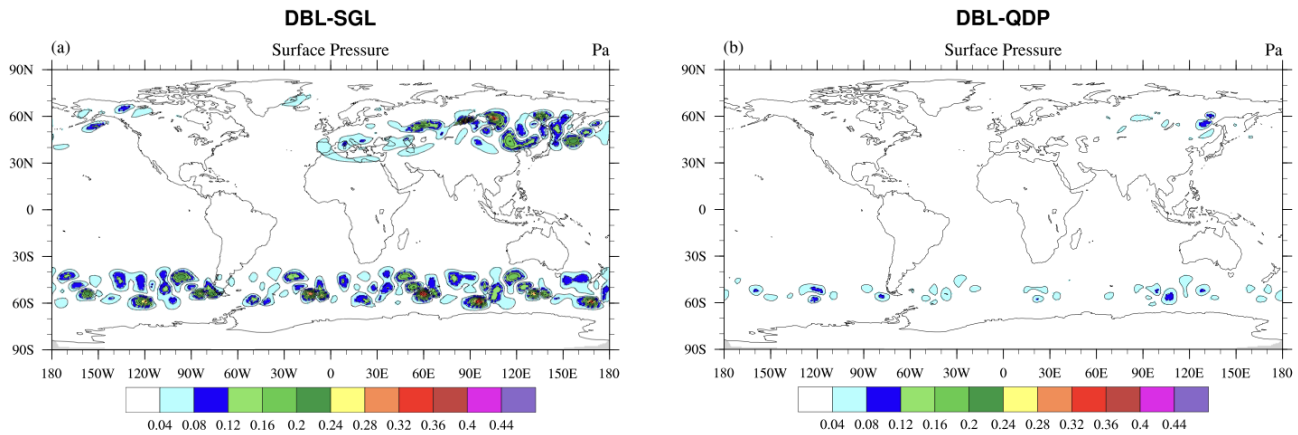 DBL-SGL
(a) Surface Pressure Pa
90N
60N
30N
0
30S
60S
90S
180 150W 120W 90W 60W 30W 0 30E 60E 90E 120E 150E 180
0.04 0.08 0.12 0.16 0.2 0.24 0.28 0.32 0.36 0.4 0.44
DBL-QDP
(b) Surface Pressure Pa
90N
60N
30N
0
30S
60S
90S
180 150W 120W 90W 60W 30W 0 30E 60E 90E 120E 150E 180
0.04 0.08 0.12 0.16 0.2 0.24 0.28 0.32 0.36 0.4 0.44